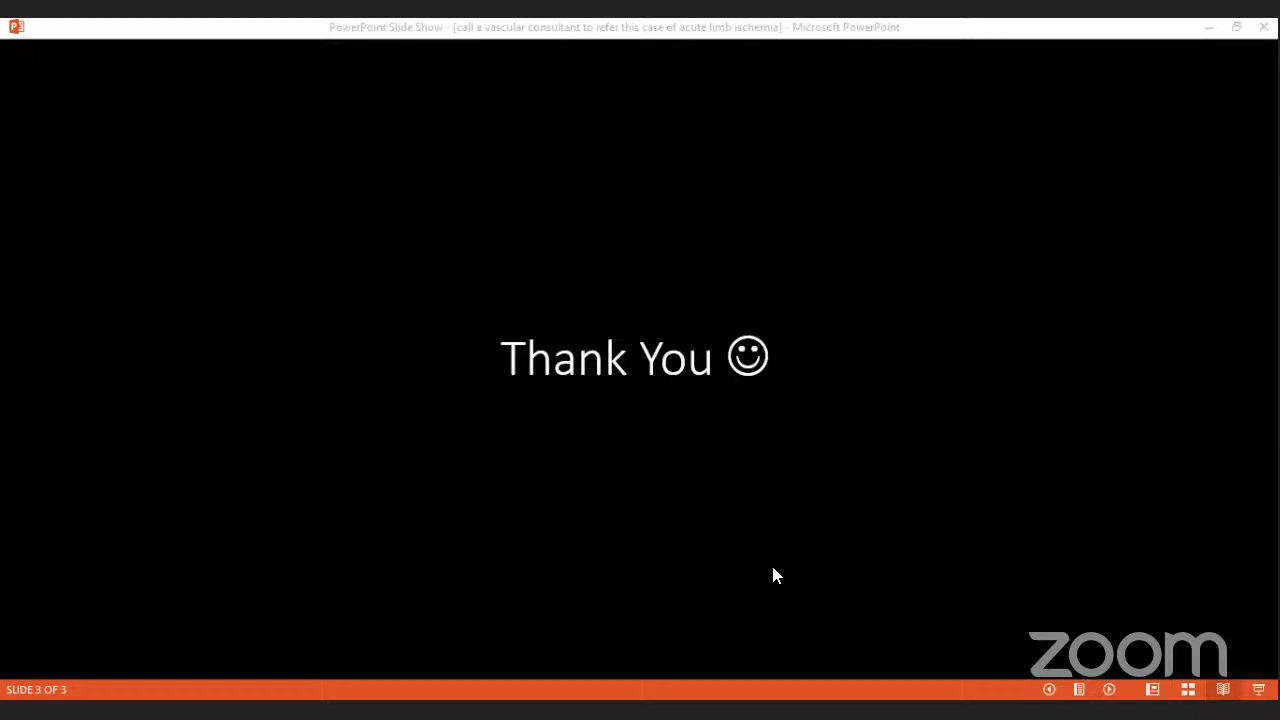 PowerPoint Slide Show - [call a vascular consultant to refer this case of acute limb ischemia] - Microsoft PowerPoint
Thank You ☺
zoom
SLIDE 3 OF 3